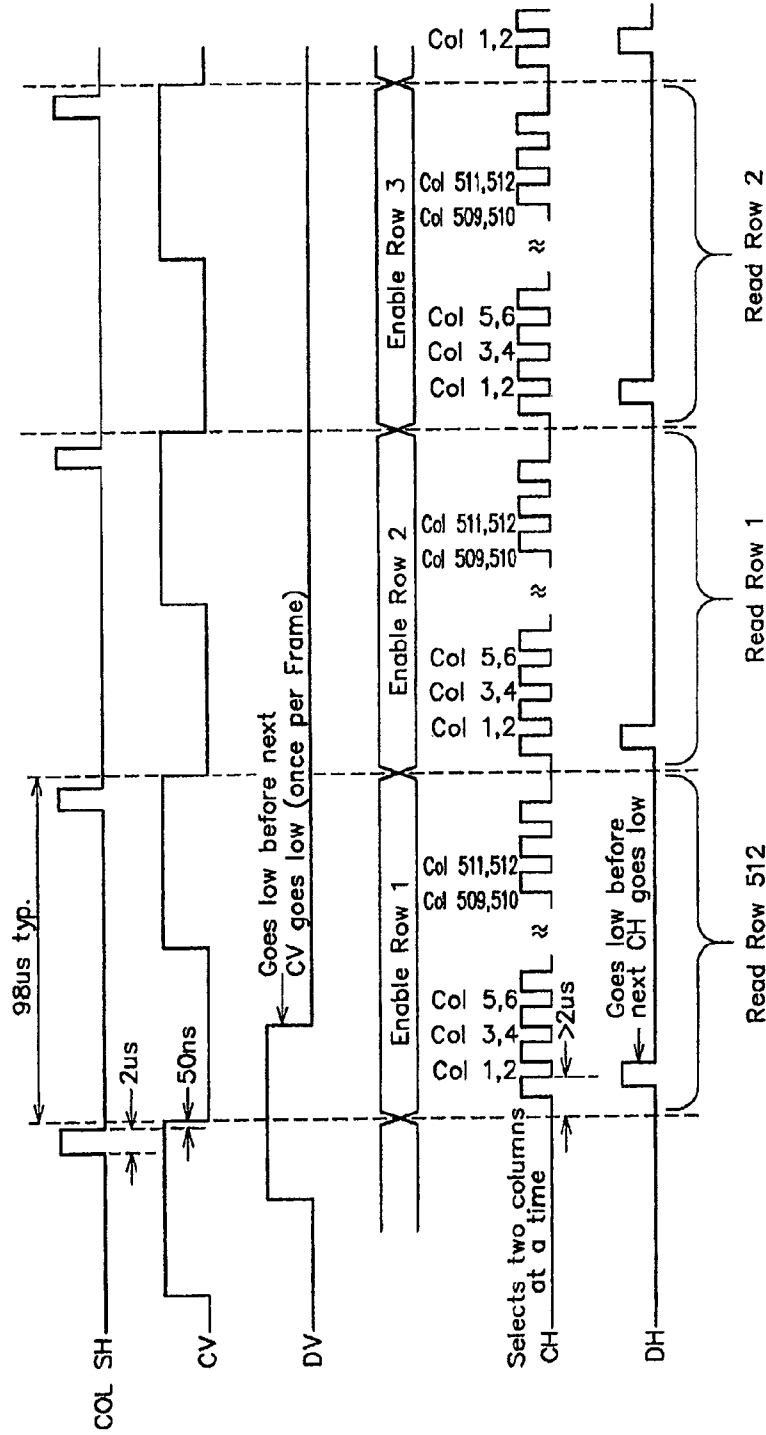 COL SH
98us typ.
2us
50ns
CV
DV
Goes low before next
CV goes low (once per Frame)
Enable Row 1
Enable Row 2
Enable Row 3
Selects two columns
at a time
CH
Col 1,2
Col 3,4
Col 5,6
Col 509,510
Col 511,512
Col 1,2
Col 3,4
Col 5,6
Col 509,510
Col 511,512
Col 1,2
Col 3,4
Col 5,6
Col 509,510
Col 511,512
Col 1,2
>2us
DH
Goes low before
next CH goes low
Read Row 512
Read Row 1
Read Row 2